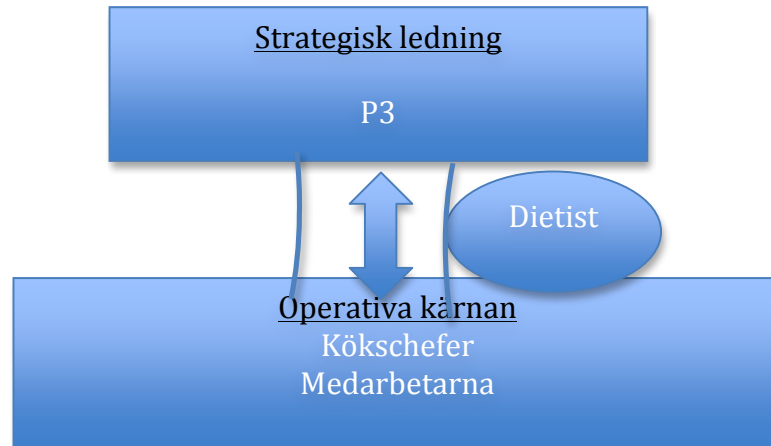 Strategisk ledning
P3
Dietist
Operativa kärnan
Kökschefer
Medarbetarna